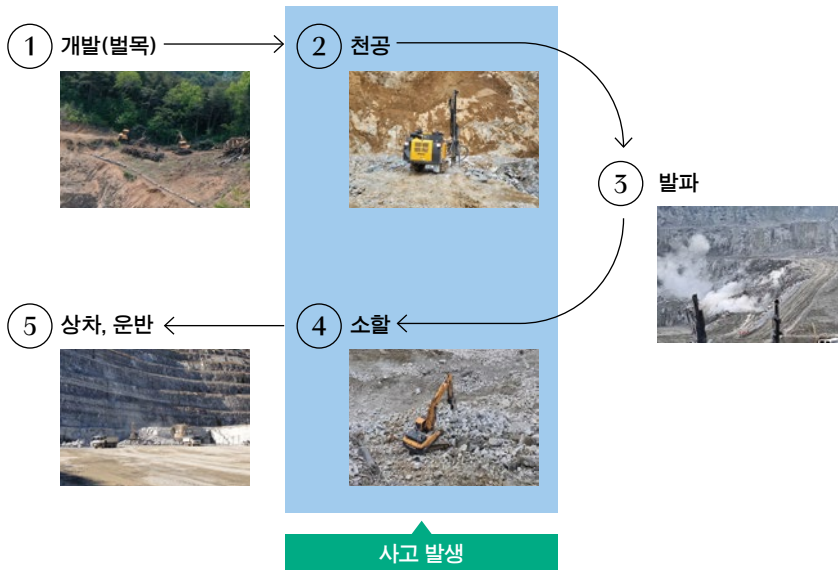 1 개발(벌목)
2 천공
3 발파
4 소할
5 상차, 운반
사고 발생